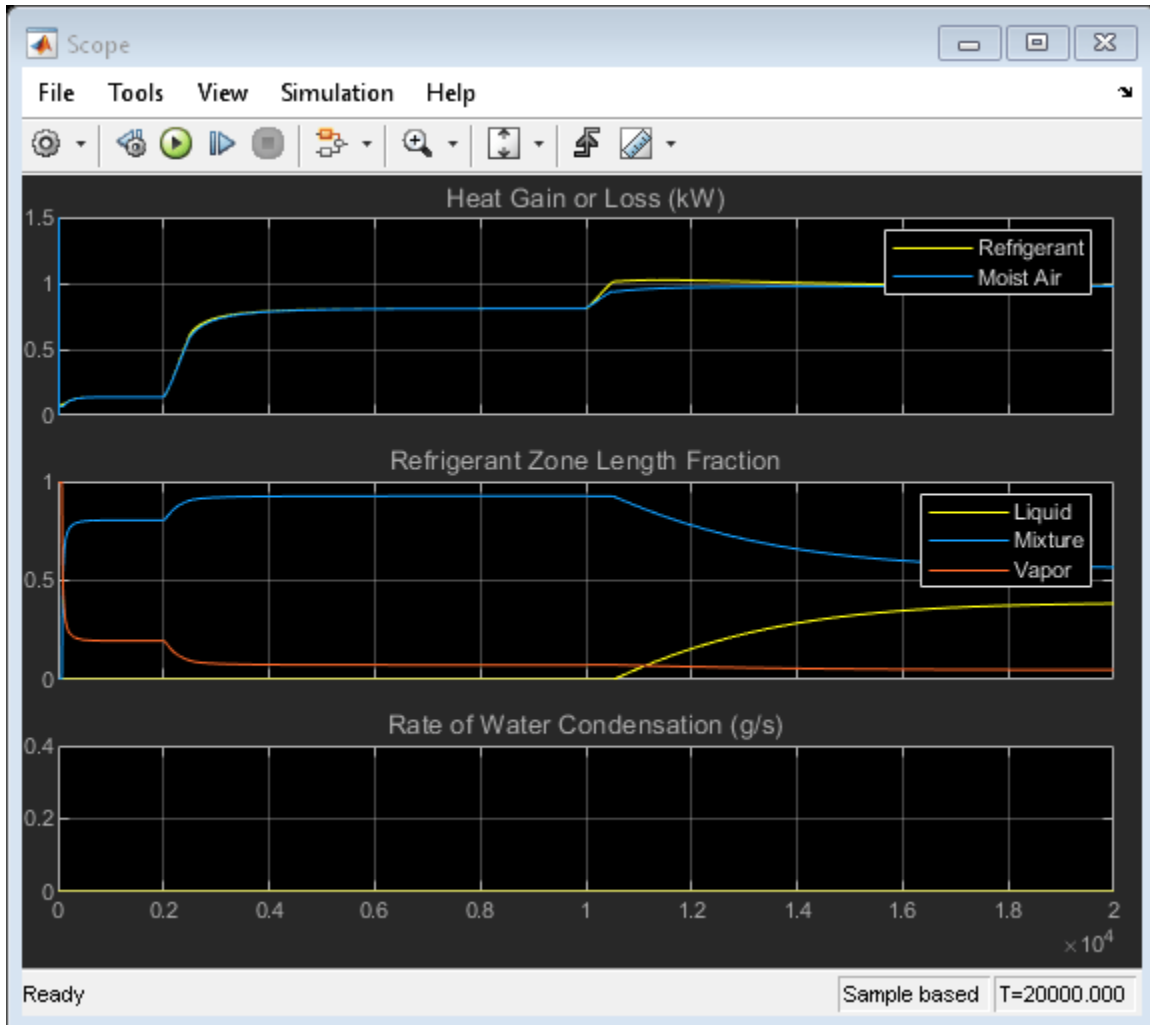 Scope
File Tools View Simulation Help
Heat Gain or Loss (kW)
1.5
1
0.5
0
Refrigerant
Moist Air
Refrigerant Zone Length Fraction
1
0.5
0
Liquid
Mixture
Vapor
Rate of Water Condensation (g/s)
0.4
0.2
0
0 0.2 0.4 0.6 0.8 1 1.2 1.4 1.6 1.8 2
×10⁴
Ready Sample based T=20000.000